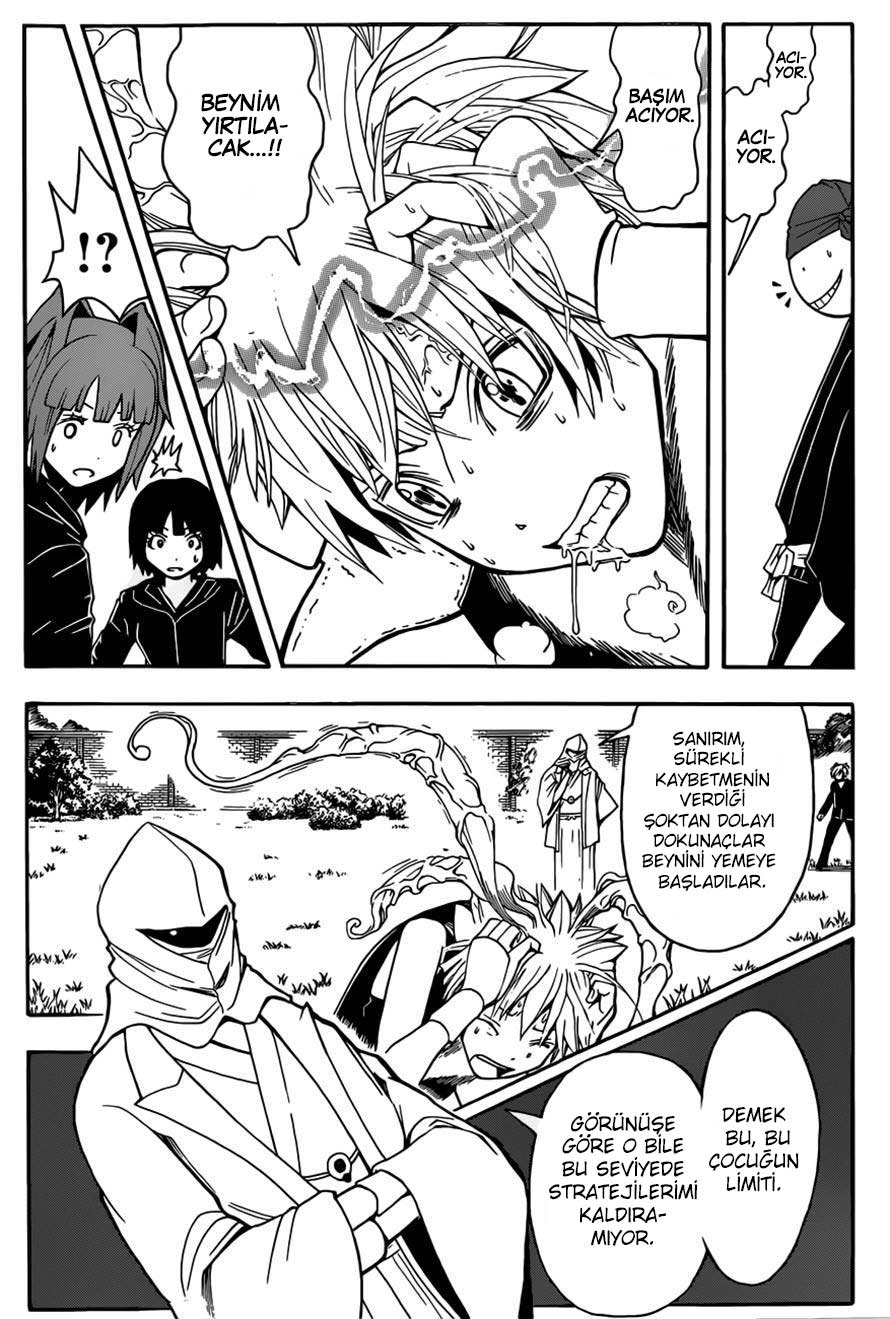 ACI-
YOR.
ACI-
YOR.
BAŞIM
ACIYOR.
BEYNİM
YIRTILA-
CAK...!!
!?
SANIRIM,
SÜREKLİ
KAYBETMENİN
VERDİĞİ
ŞOKTAN DOLAYI
DOKUNAÇLAR
BEYNİNİ YEMEYE
BAŞLADILAR.
DEMEK
BU, BU
ÇOCUĞUN
LİMİTİ.
GÖRÜNÜŞE
GÖRE O BİLE
BU SEVİYEDE
STRATEJİLERİMİ
KALDIRA-
MIYOR.